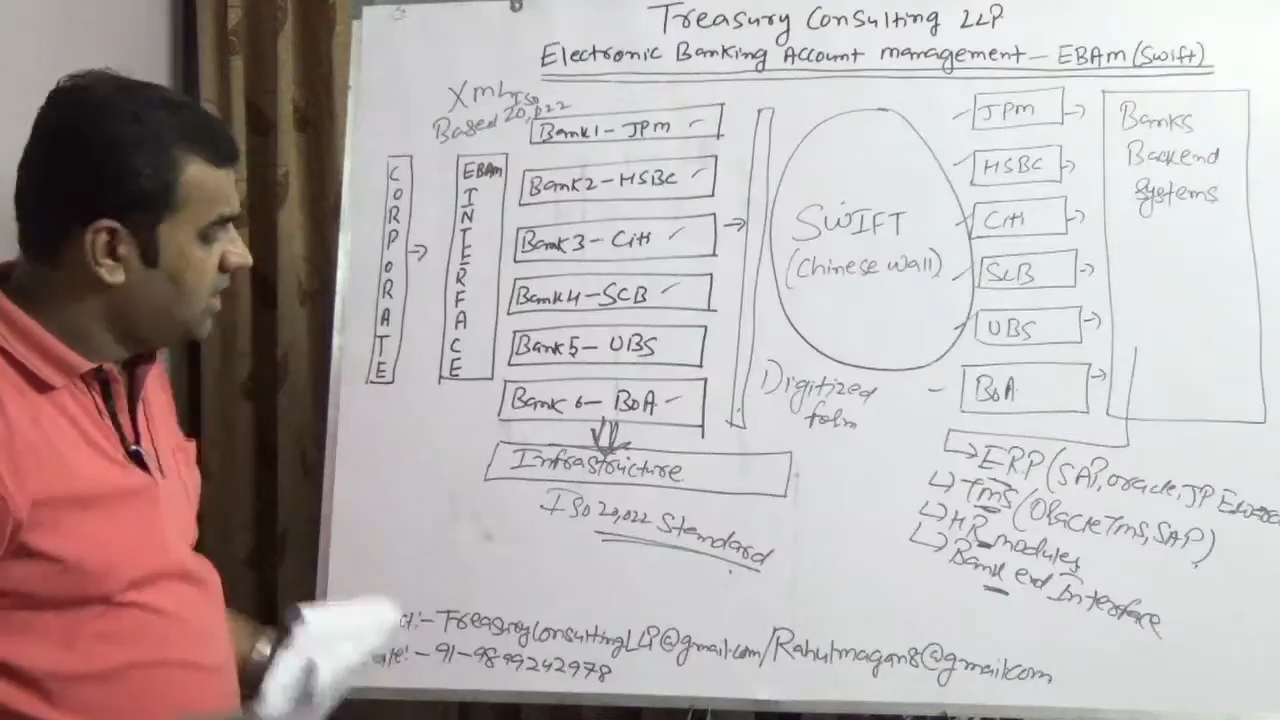 Treasury Consulting LLP
Electronic Banking Account management - EBAm (Swift)
Xml ISO
Based 20,022
CORPORATE
EBAm
INTERFACE
Bank1 - JPm
Bank2 - HSBC
Bank3 - Citi
Bank4 - SCB
Bank5 - UBS
Bank 6 - BoA
Infrastructure
ISO 20,022 Standard
SWIFT
(Chinese wall)
Digitized
form
JPm
HSBC
Citi
SCB
UBS
BoA
Banks
Backend
Systems
ERP (SAP, oracle, JP
TMS (Oracle Tms, SAP)
HR modules
Bank end Interface
:- TreasuryConsultingLLP@gmail.com/Rahulmagan8@gmail.com
:- 91-9899242978